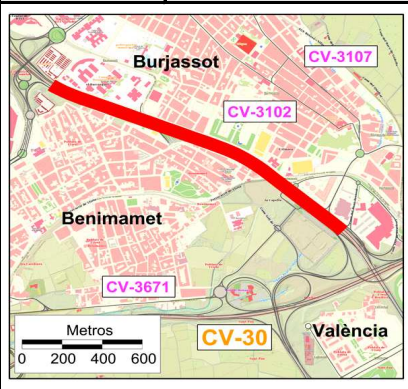 Burjassot
CV-3107
CV-3102
Benimamet
CV-3671
Metros
0 200 400 600
CV-30
València